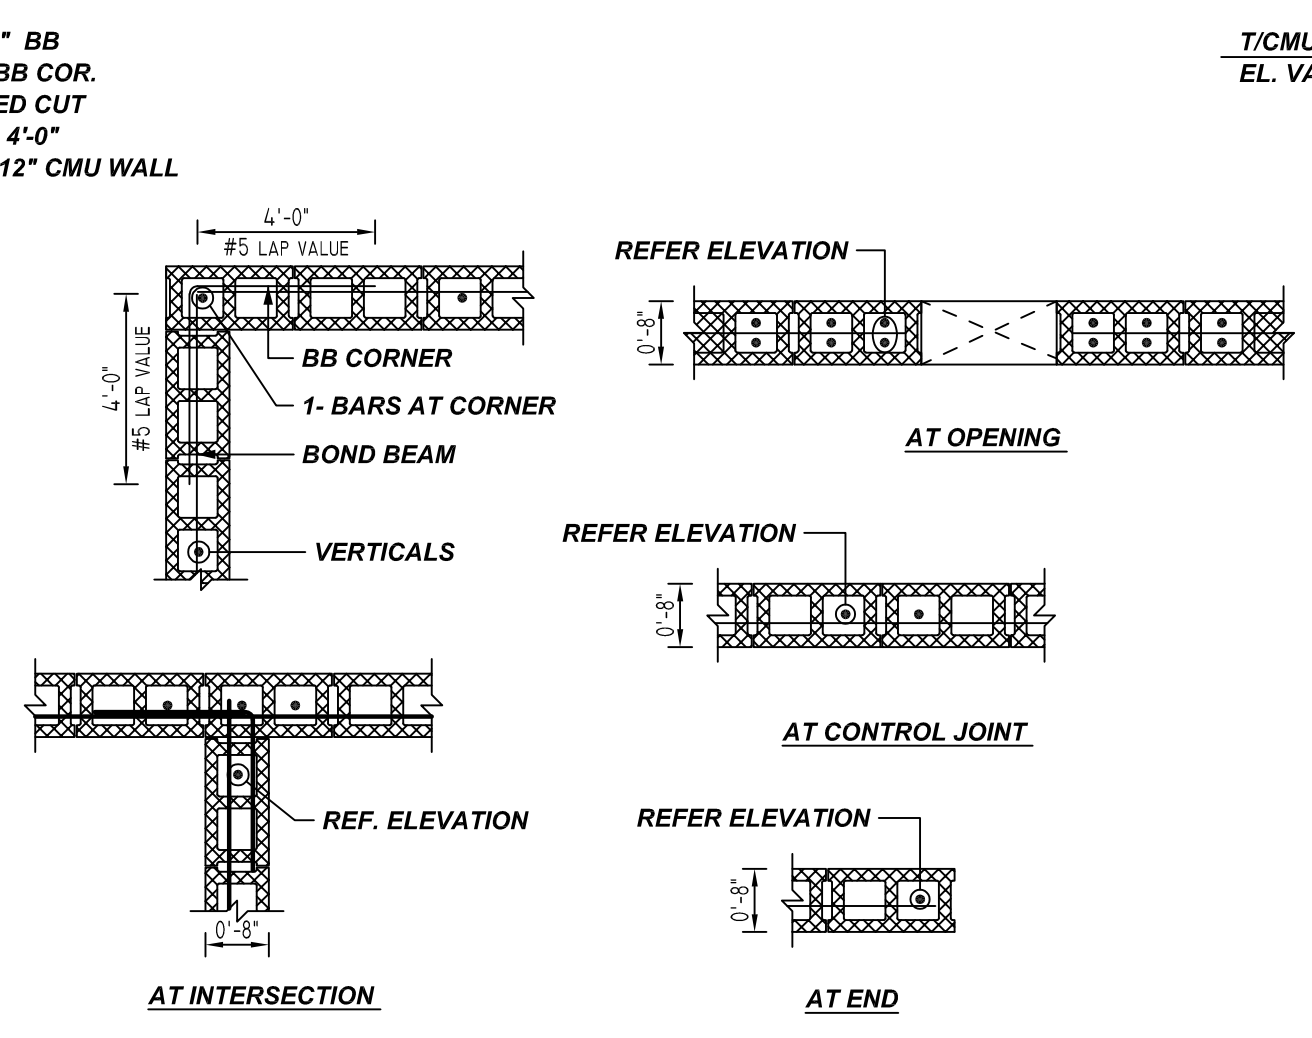 " BB
BB COR.
ED CUT
4'-0"
12" CMU WALL
T/CMU
EL. VA
4'-0"
#5 LAP VALUE
4'-0"
#5 LAP VALUE
BB CORNER
1- BARS AT CORNER
BOND BEAM
VERTICALS
REFER ELEVATION
0'-8"
AT OPENING
REFER ELEVATION
0'-8"
AT CONTROL JOINT
REF. ELEVATION
0'-8"
AT INTERSECTION
REFER ELEVATION
0'-8"
AT END